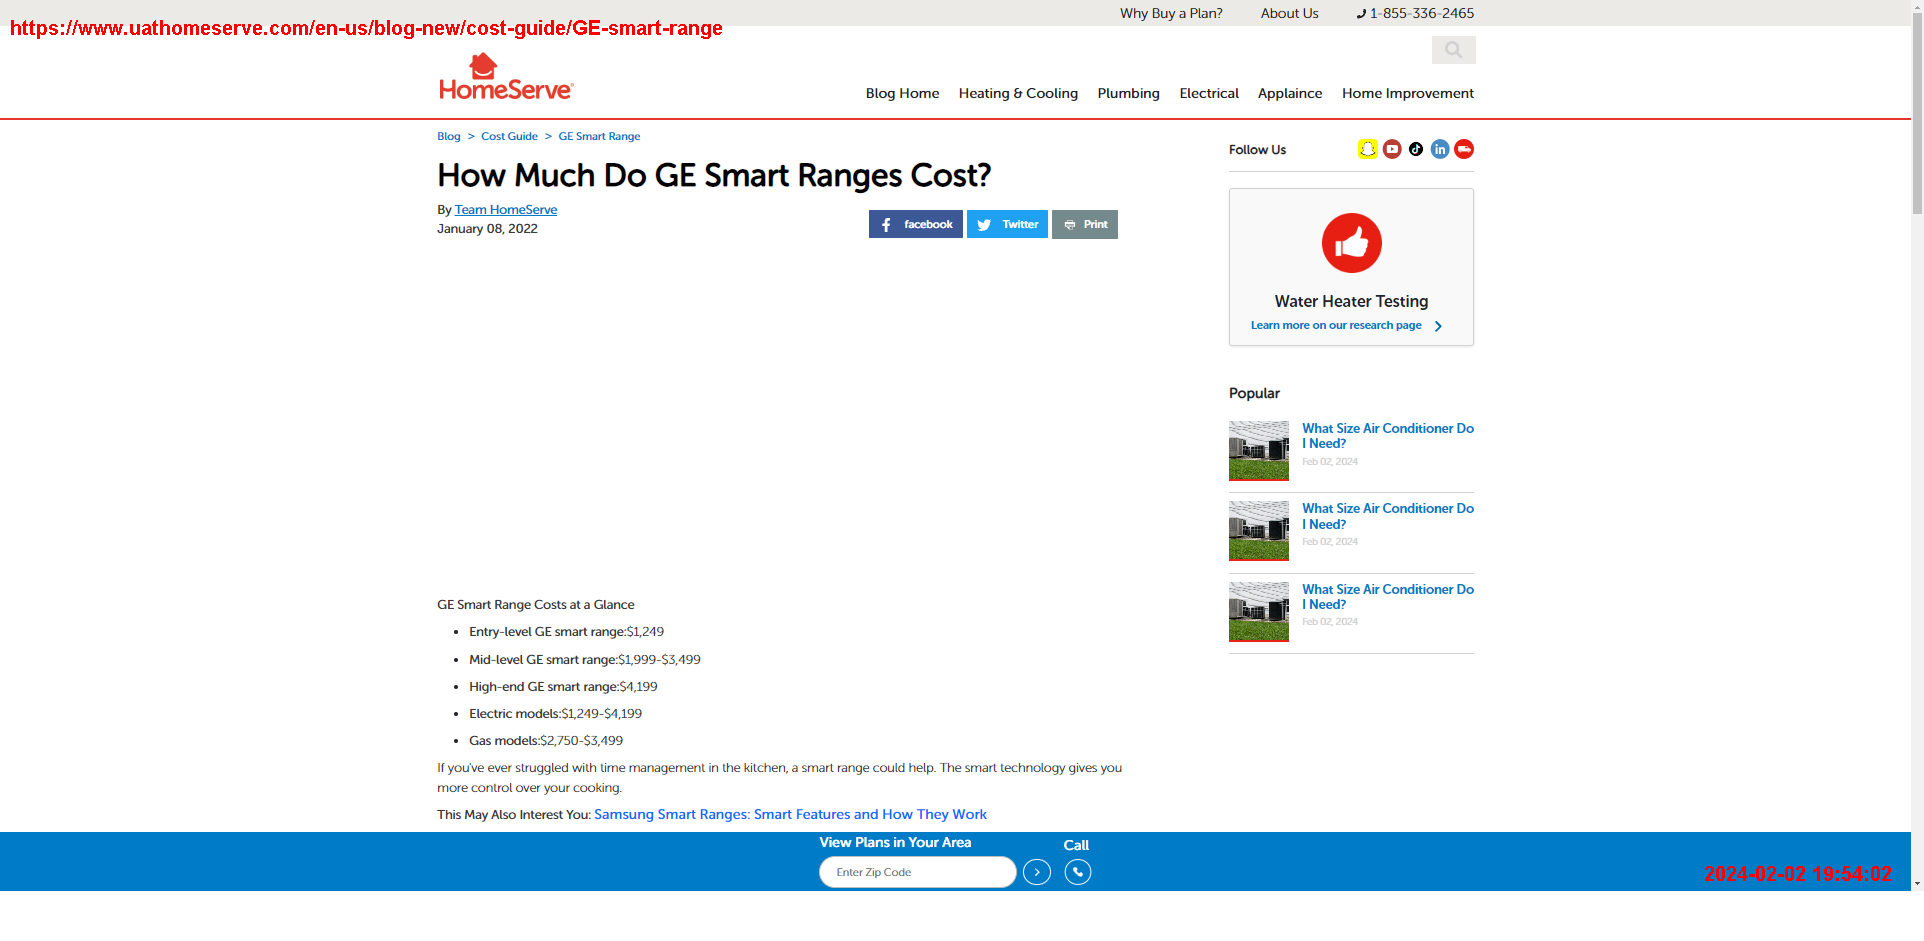 Why Buy a Plan? About Us 1-855-336-2465
https://www.uathomeserve.com/en-us/blog-new/cost-guide/GE-smart-range
HomeServe
Blog Home Heating & Cooling Plumbing Electrical Applaince Home Improvement
Blog > Cost Guide > GE Smart Range
How Much Do GE Smart Ranges Cost?
By Team HomeServe
January 08, 2022
facebook Twitter Print
Follow Us
Water Heater Testing
Learn more on our research page
Popular
What Size Air Conditioner Do
I Need?
Feb 02, 2024
What Size Air Conditioner Do
I Need?
Feb 02, 2024
What Size Air Conditioner Do
I Need?
Feb 02, 2024
GE Smart Range Costs at a Glance
• Entry-level GE smart range:$1,249
• Mid-level GE smart range:$1,999-$3,499
• High-end GE smart range:$4,199
• Electric models:$1,249-$4,199
• Gas models:$2,750-$3,499
If you've ever struggled with time management in the kitchen, a smart range could help. The smart technology gives you
more control over your cooking.
This May Also Interest You: Samsung Smart Ranges: Smart Features and How They Work
View Plans in Your Area
Enter Zip Code
Call
2024-02-02 19:54:02